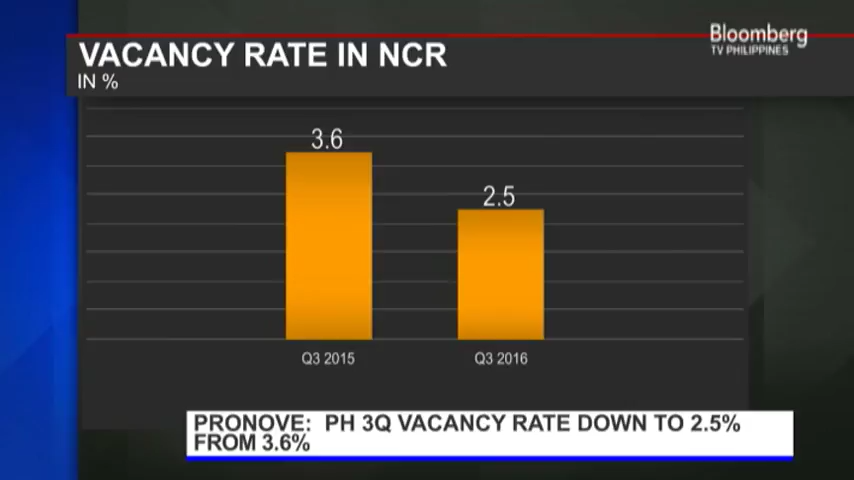 Bloomberg
TV PHILIPPINES
VACANCY RATE IN NCR
IN %
3.6
2.5
Q3 2015
Q3 2016
PRONOVE: PH 3Q VACANCY RATE DOWN TO 2.5%
FROM 3.6%